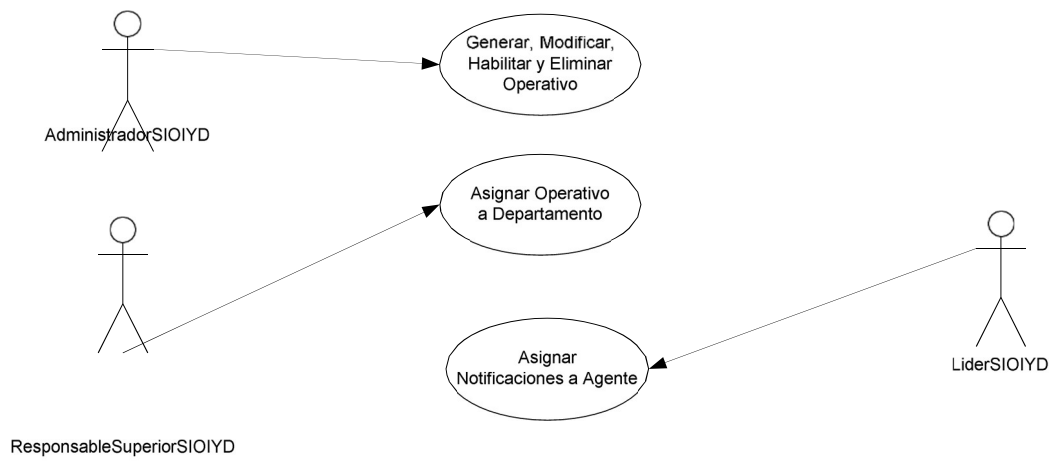 Generar, Modificar,
Habilitar y Eliminar
Operativo
AdministradorSIOIYD
Asignar Operativo
a Departamento
Asignar
Notificaciones a Agente
LiderSIOIYD
ResponsableSuperiorSIOIYD